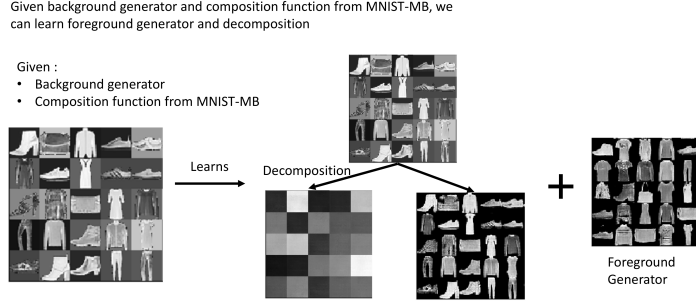 Given background generator and composition function from MNIST-MB, we
can learn foreground generator and decomposition
Given :
• Background generator
• Composition function from MNIST-MB
Learns
Decomposition
Foreground
Generator